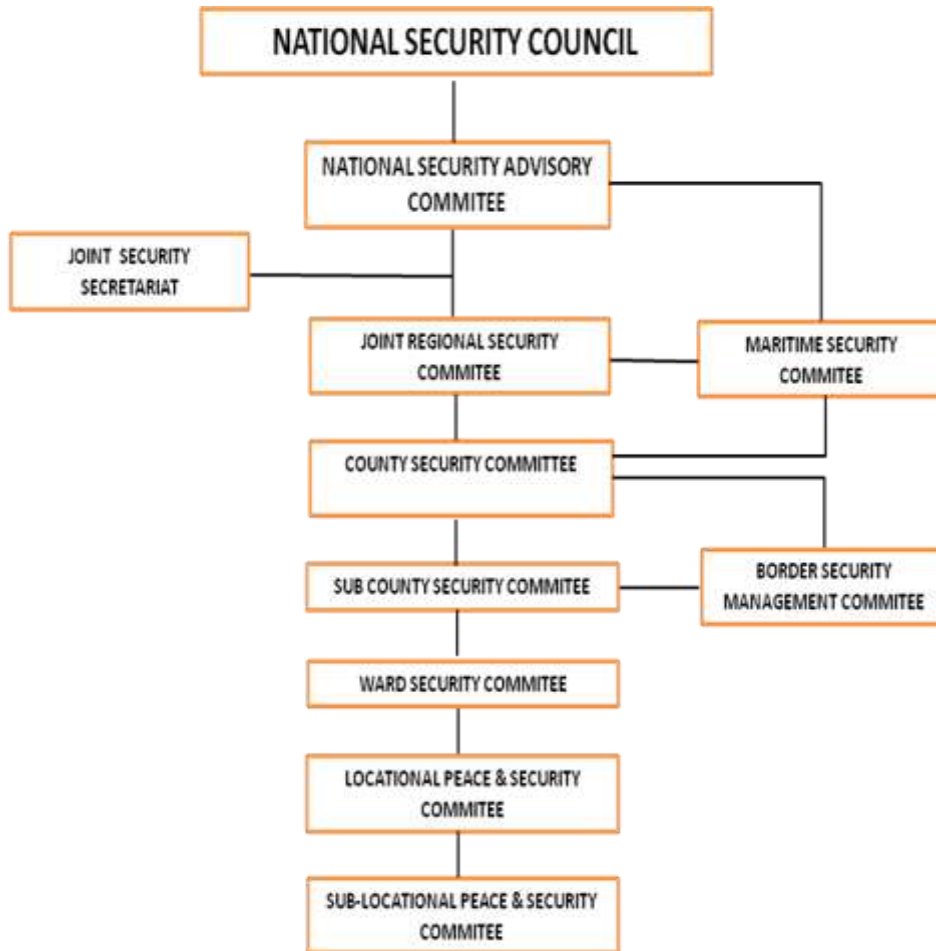 NATIONAL SECURITY COUNCIL
NATIONAL SECURITY ADVISORY
COMMITEE
JOINT SECURITY
SECRETARIAT
JOINT REGIONAL SECURITY
COMMITEE
MARITIME SECURITY
COMMITEE
COUNTY SECURITY COMMITTEE
SUB COUNTY SECURITY COMMITEE
BORDER SECURITY
MANAGEMENT COMMITEE
WARD SECURITY COMMITEE
LOCATIONAL PEACE & SECURITY
COMMITEE
SUB-LOCATIONAL PEACE & SECURITY
COMMITEE